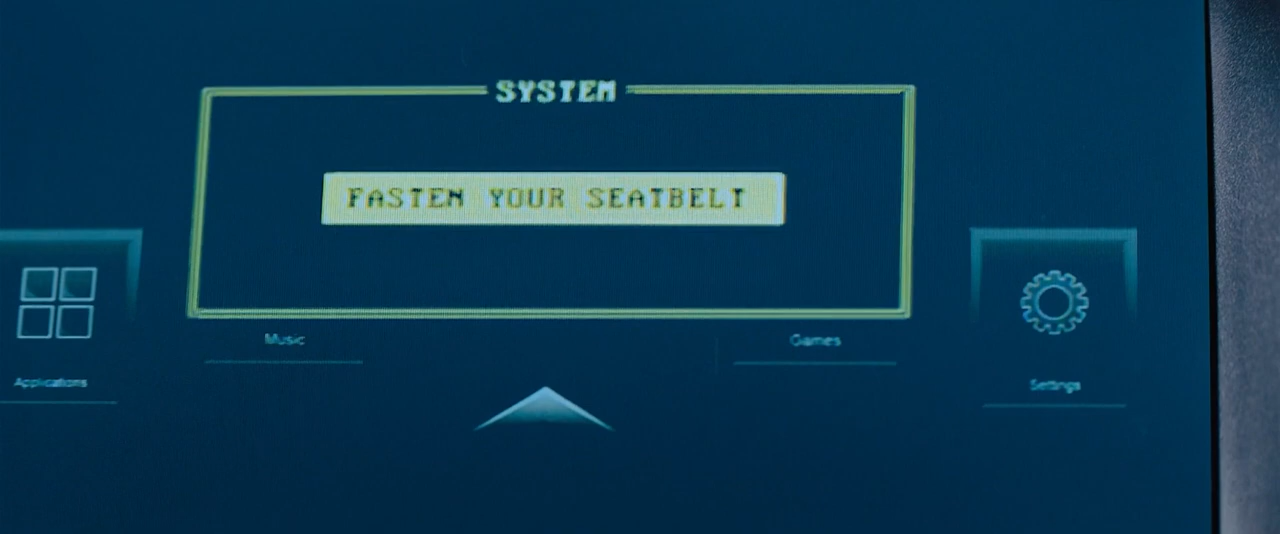 SYSTEM
FASTEN YOUR SEATBELT
Music
Games
Applications
Settings